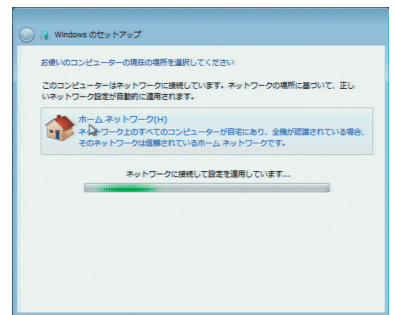 Windows のセットアップ
お使いのコンピューターの現在の場所を選択してください
このコンピューターはネットワークに接続しています。ネットワークの場所に基づいて、正し
いネットワーク設定が自動的に適用されます。
ホーム ネットワーク(H)
ネットワーク上のすべてのコンピューターが自宅にあり、全機が認識されている場合、
そのネットワークは信頼されているホーム ネットワークです。
ネットワークに接続して設定を適用しています...